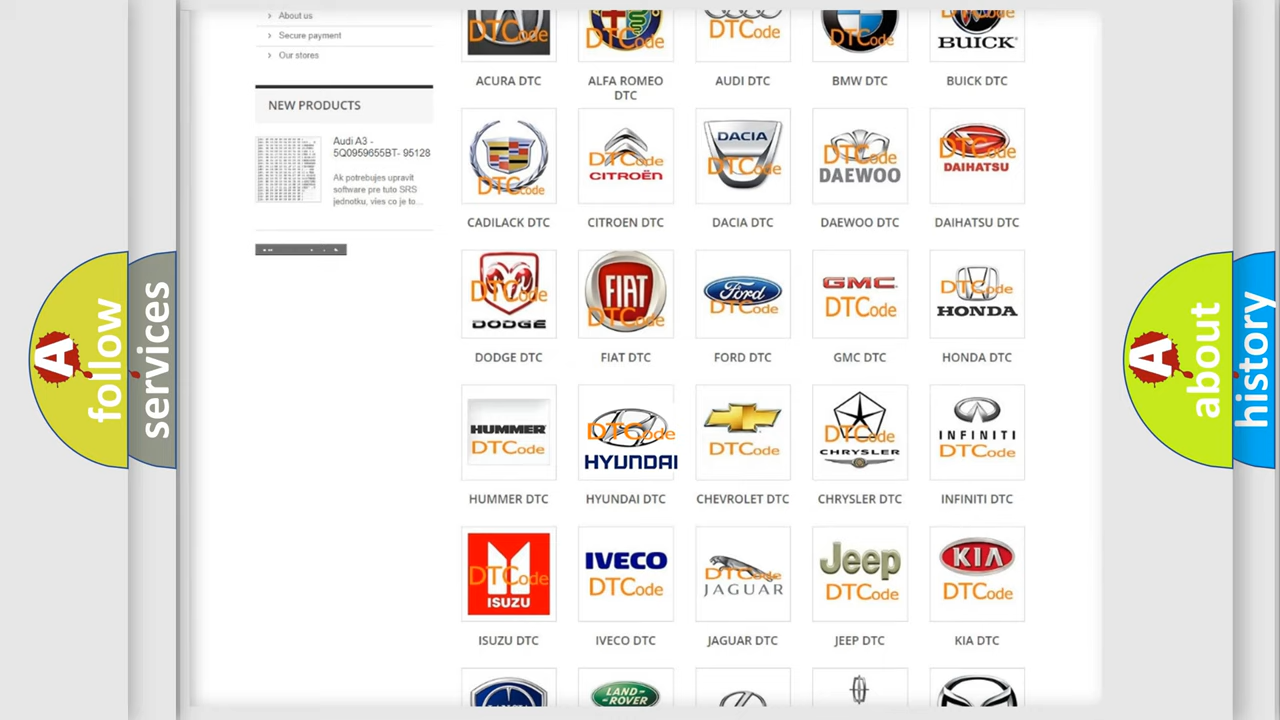 About us
Secure payment
Our stores
NEW PRODUCTS
Audi A3 -
5Q0959655BT- 95128
Ak potrebujes upravit
software pre tuto SRS
jednotku, vies co je to...
DTCode
DTCode
DTCode
DTCode
BUICK
ACURA DTC
ALFA ROMEO
DTC
AUDI DTC
BMW DTC
BUICK DTC
DTCode
DTCode
CITROËN
DACIA
DTCode
DTCode
DAEWOO
DTCode
DAIHATSU
CADILACK DTC
CITROEN DTC
DACIA DTC
DAEWOO DTC
DAIHATSU DTC
DTCode
DODGE
FIAT
DTCode
Ford
DTCode
GMC
DTCode
DTCode
HONDA
DODGE DTC
FIAT DTC
FORD DTC
GMC DTC
HONDA DTC
HUMMER
DTCode
DTCode
HYUNDAI
DTCode
DTCode
CHRYSLER
INFINITI
DTCode
HUMMER DTC
HYUNDAI DTC
CHEVROLET DTC
CHRYSLER DTC
INFINITI DTC
DTCode
ISUZU
IVECO
DTCode
DTCode
JAGUAR
Jeep
DTCode
KIA
DTCode
ISUZU DTC
IVECO DTC
JAGUAR DTC
JEEP DTC
KIA DTC
LAND-
ROVER
A
follow
services
A
about
history